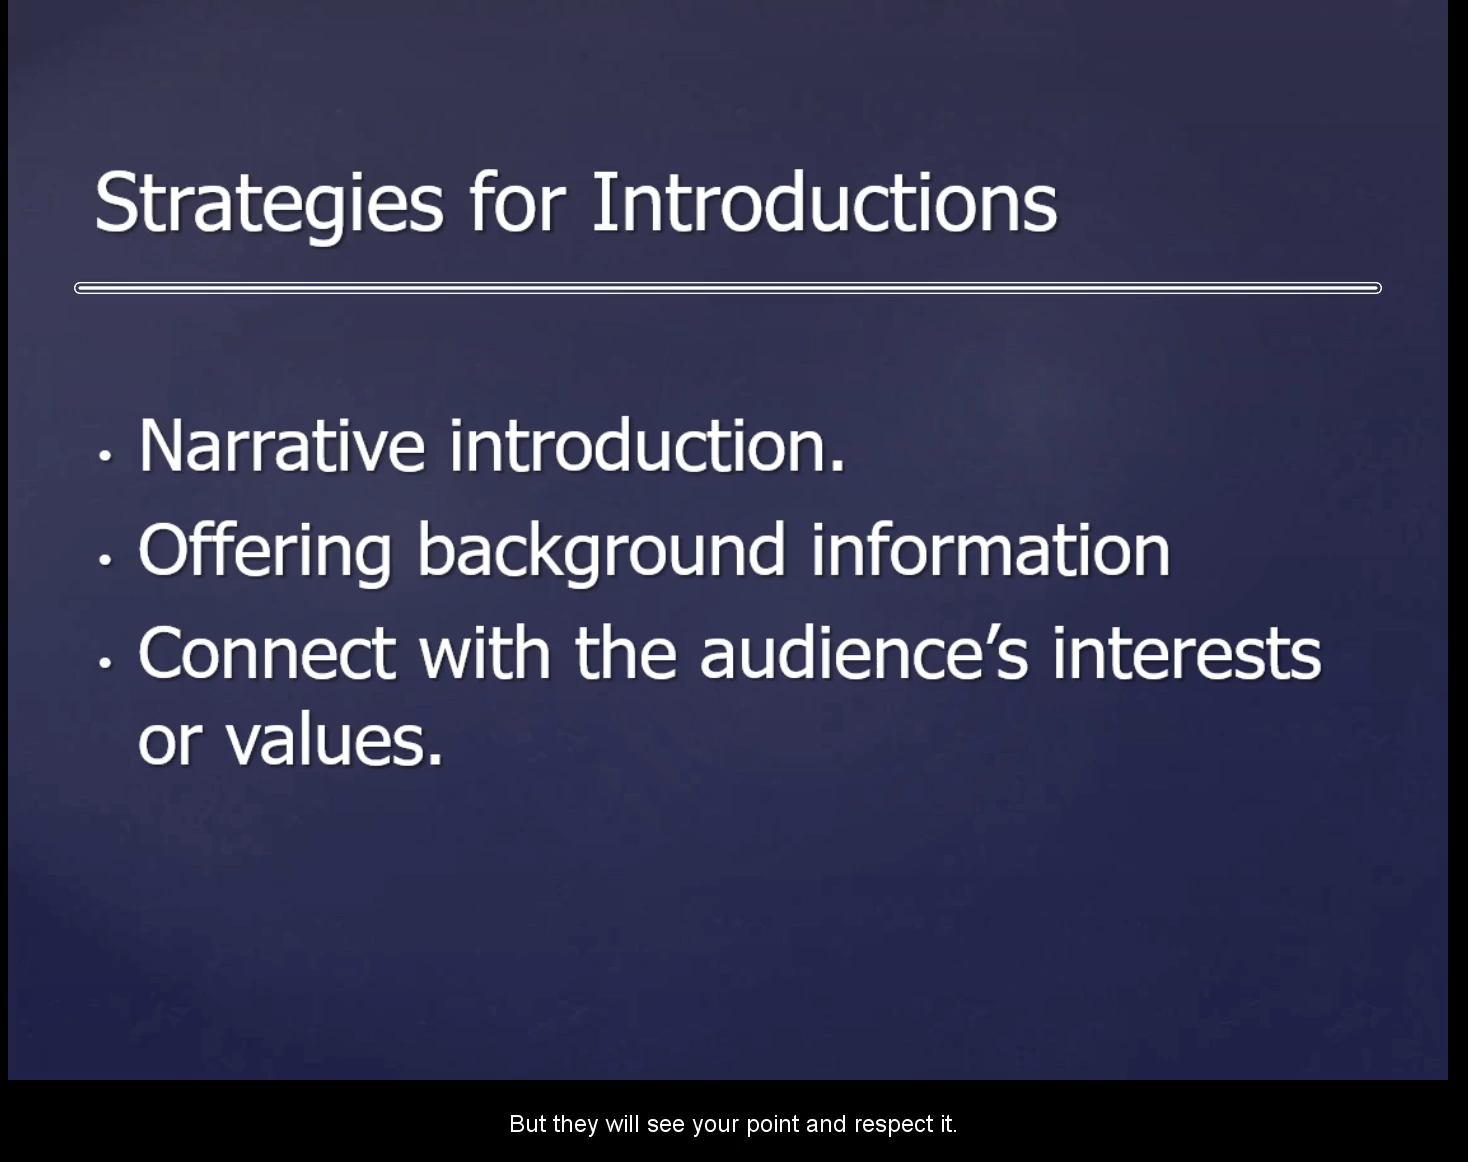 Strategies for Introductions
• Narrative introduction.
• Offering background information
• Connect with the audience’s interests
or values.
But they will see your point and respect it.